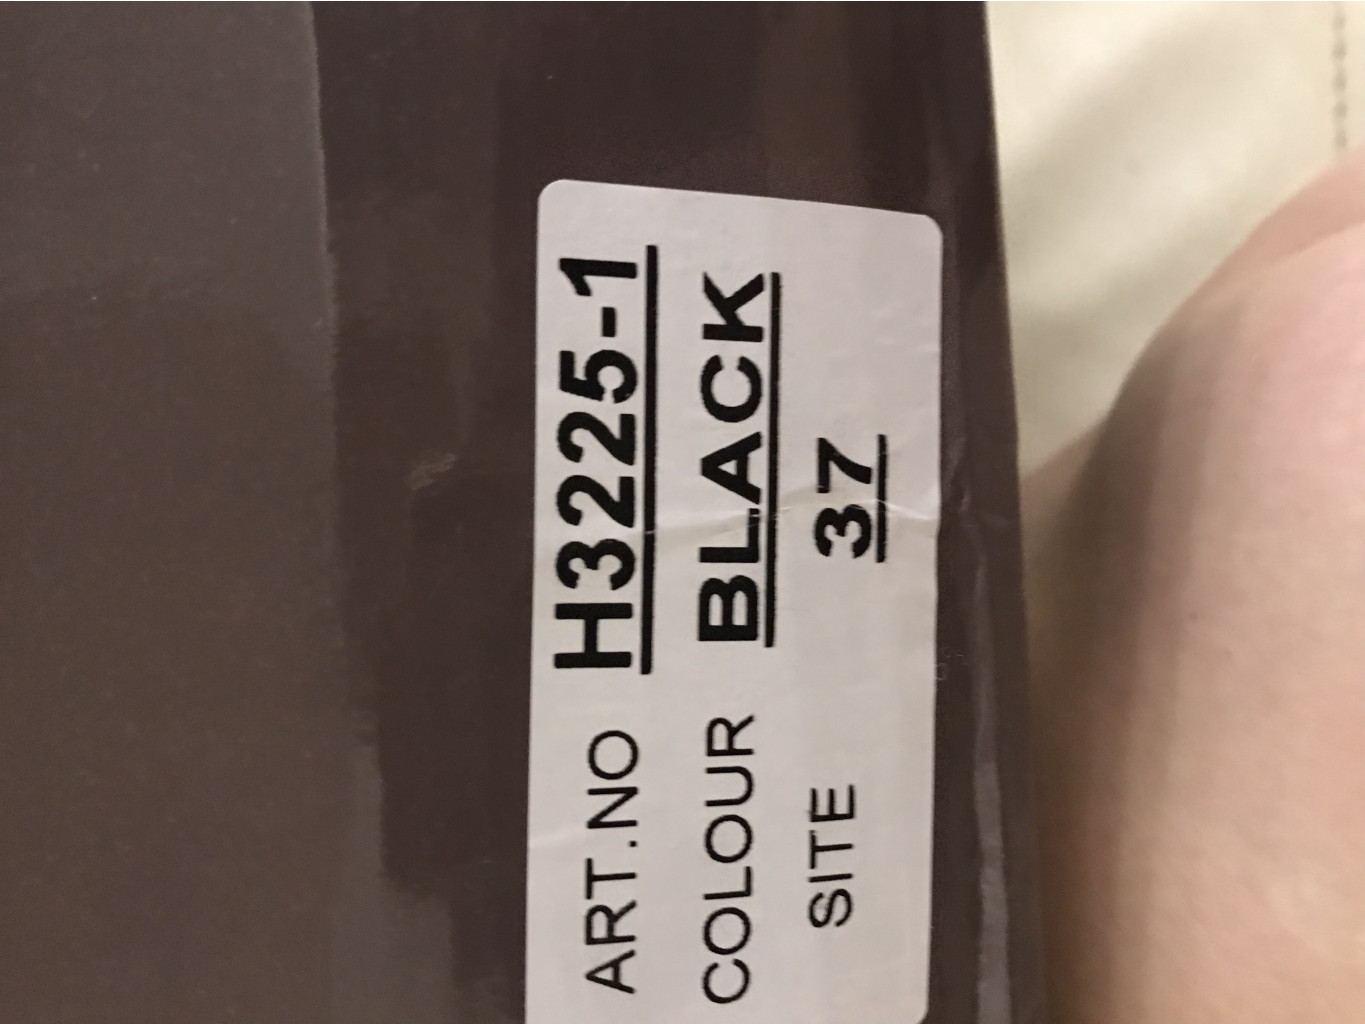 ART.NO H3225-1
COLOUR BLACK
SITE 37